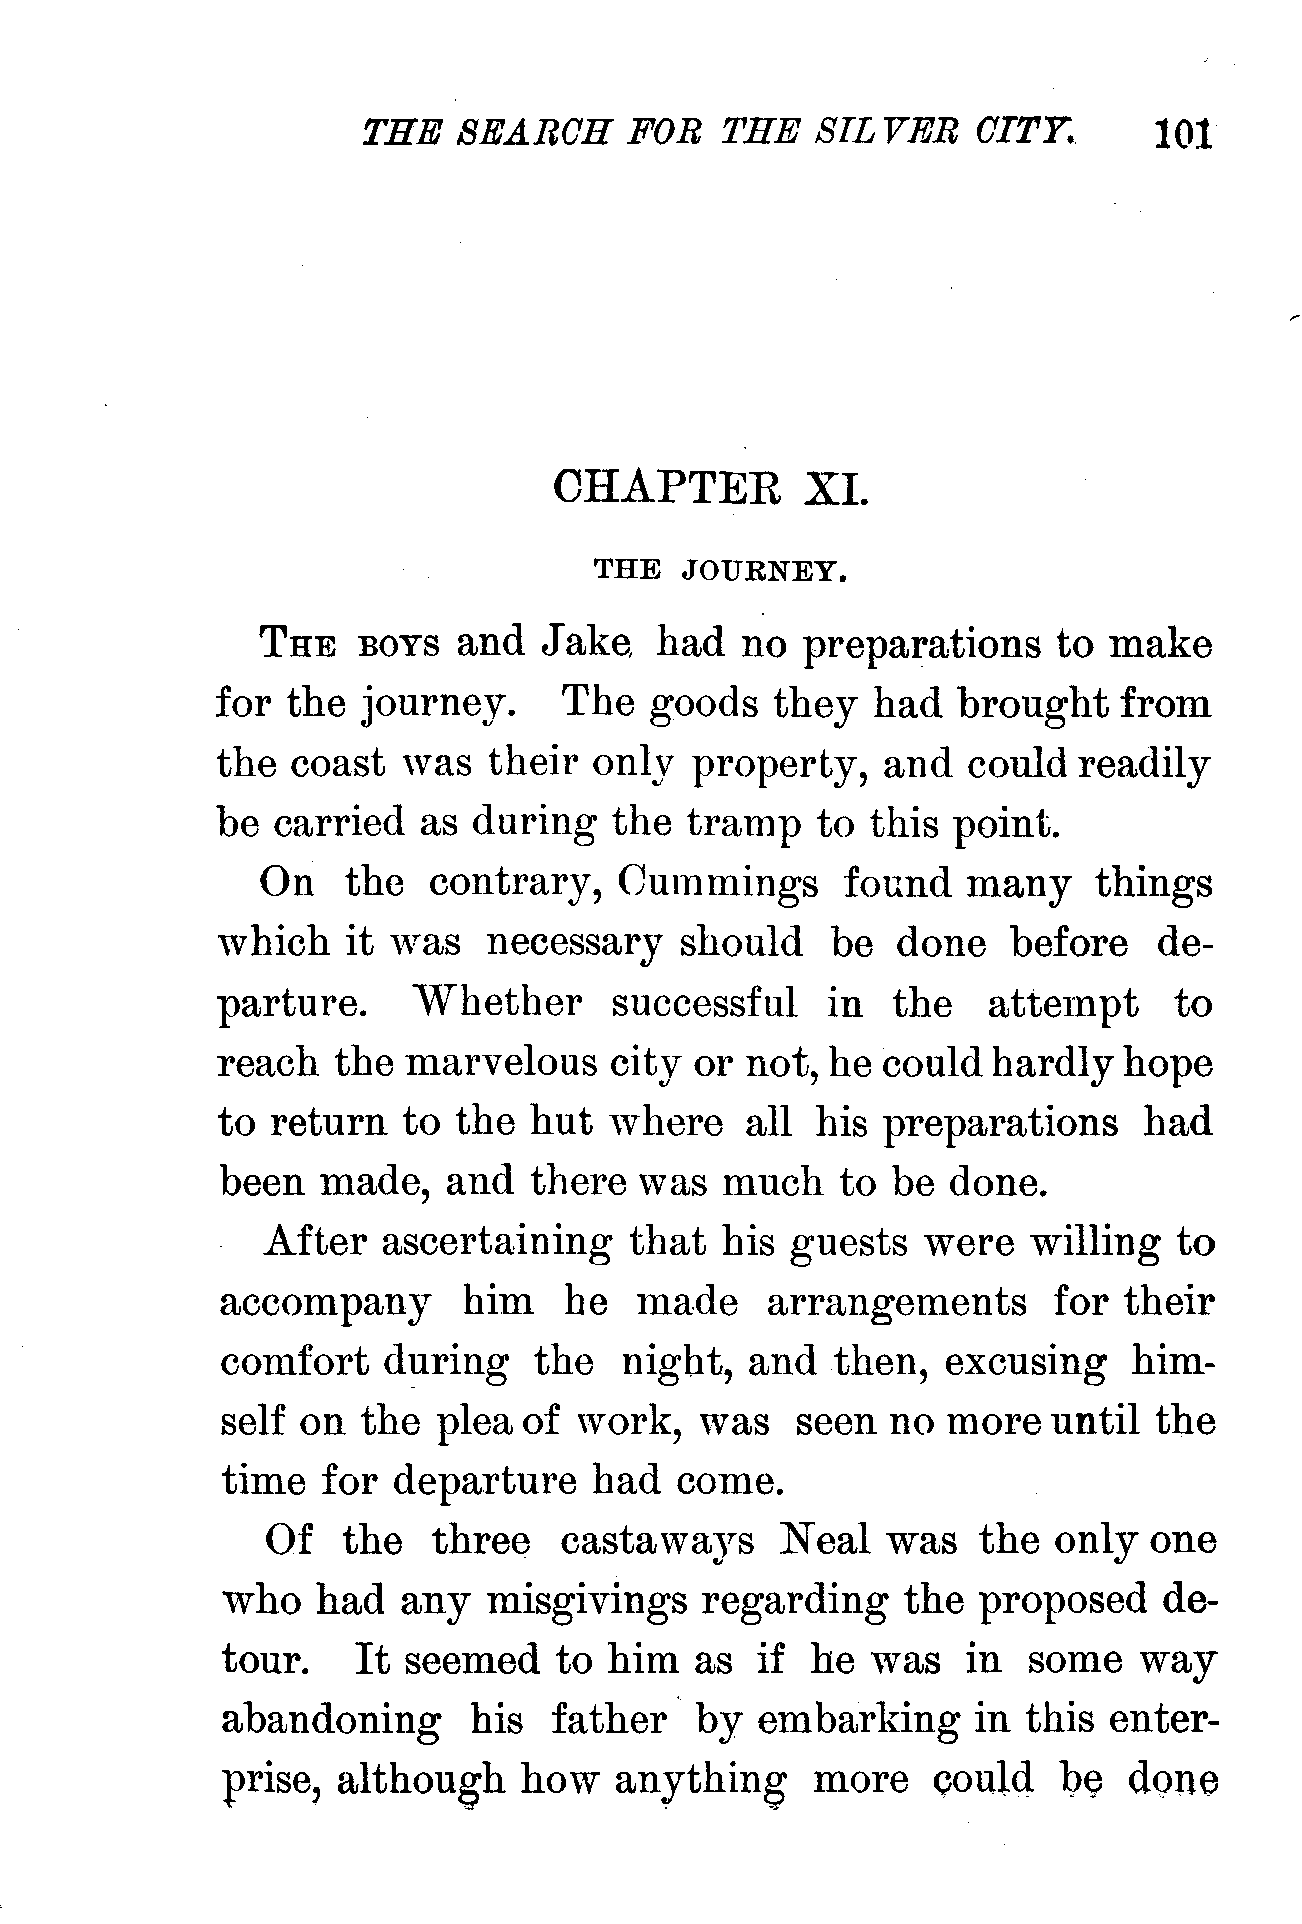 THE SEARCH FOR THE SILVER CITY. 101
CHAPTER XI.
THE JOURNEY.
THE BOYS and Jake had no preparations to make
for the journey. The goods they had brought from
the coast was their only property, and could readily
be carried as during the tramp to this point.
On the contrary, Cummings found many things
which it was necessary should be done before de-
parture. Whether successful in the attempt to
reach the marvelous city or not, he could hardly hope
to return to the hut where all his preparations had
been made, and there was much to be done.
After ascertaining that his guests were willing to
accompany him he made arrangements for their
comfort during the night, and then, excusing him-
self on the plea of work, was seen no more until the
time for departure had come.
Of the three castaways Neal was the only one
who had any misgivings regarding the proposed de-
tour. It seemed to him as if he was in some way
abandoning his father by embarking in this enter-
prise, although how anything more could be done